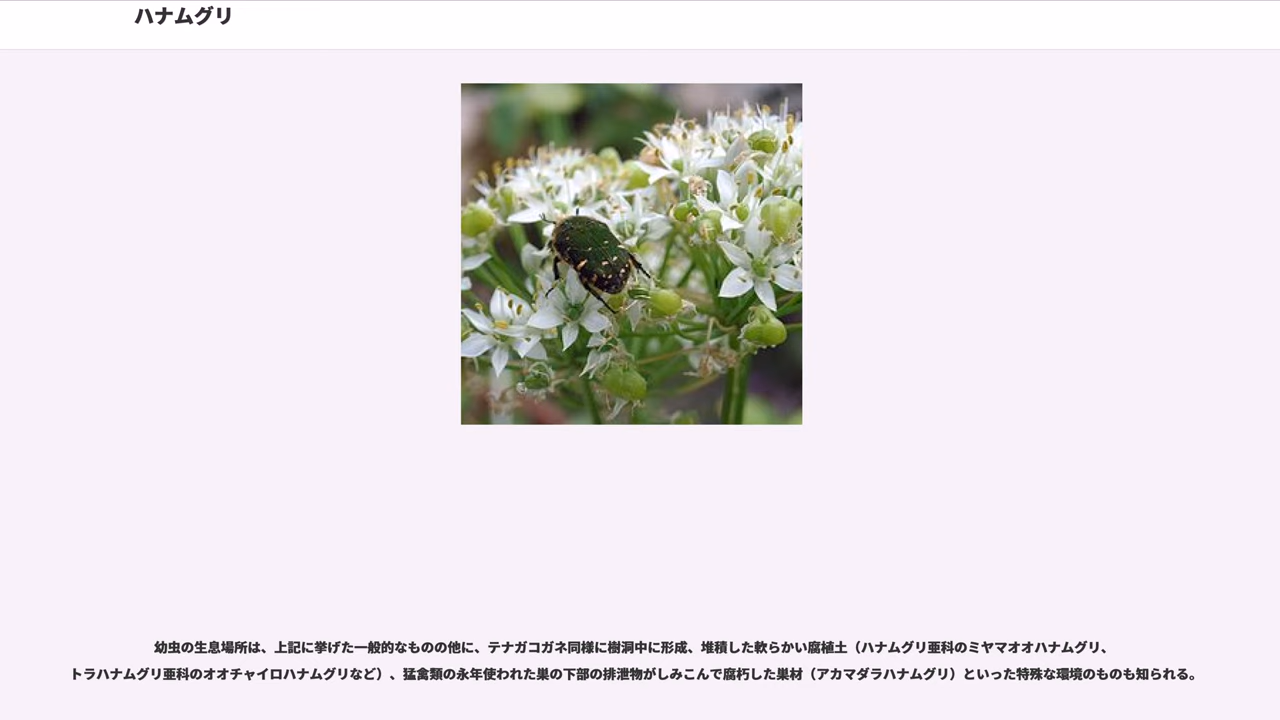 ハナムグリ
幼虫の生息場所は、上記に挙げた一般的なものの他に、テナガコガネ同様に樹洞中に形成、堆積した軟らかい腐植土（ハナムグリ亜科のミヤマオオハナムグリ、
トラハナムグリ亜科のオオチャイロハナムグリなど）、猛禽類の永年使われた巣の下部の排泄物がしみこんで腐朽した巣材（アカマダラハナムグリ）といった特殊な環境のものも知られる。